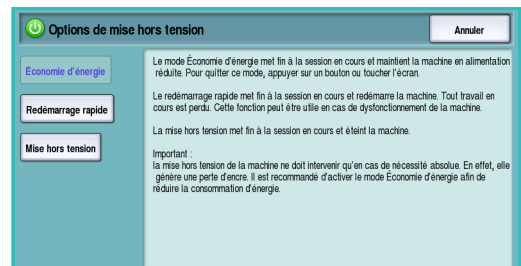 Options de mise hors tension
Annuler
Économie d'énergie
Redémarrage rapide
Mise hors tension
Le mode Économie d'énergie met fin à la session en cours et maintient la machine en alimentation
réduite. Pour quitter ce mode, appuyer sur un bouton ou toucher l'écran.
Le redémarrage rapide met fin à la session en cours et redémarre la machine. Tout travail en
cours est perdu. Cette fonction peut être utile en cas de dysfonctionement de la machine.
La mise hors tension met fin à la session en cours et éteint la machine.
Important :
la mise hors tension de la machine ne doit intervenir qu'en cas de nécessité absolue. En effet, elle
génère une perte d'encre. Il est recommandé d'activer le mode Économie d'énergie afin de
réduire la consommation d'énergie.